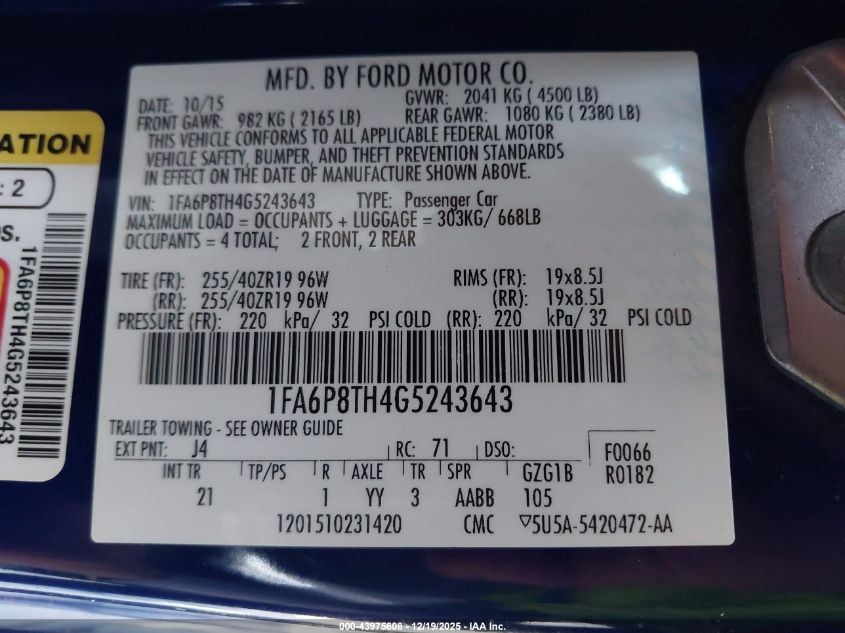 MFD. BY FORD MOTOR CO.
DATE: 10/15 GVWR: 2041 KG ( 4500 LB)
FRONT GAWR: 982 KG ( 2165 LB) REAR GAWR: 1080 KG ( 2380 LB)
THIS VEHICLE CONFORMS TO ALL APPLICABLE FEDERAL MOTOR
VEHICLE SAFETY, BUMPER, AND THEFT PREVENTION STANDARDS
IN EFFECT ON THE DATE OF MANUFACTURE SHOWN ABOVE.
VIN: 1FA6P8TH4G5243643 TYPE: Passenger Car
MAXIMUM LOAD = OCCUPANTS + LUGGAGE = 303KG/ 668LB
OCCUPANTS = 4 TOTAL; 2 FRONT, 2 REAR
TIRE (FR): 255/40ZR19 96W RIMS (FR): 19x8.5J
(RR): 255/40ZR19 96W (RR): 19x8.5J
PRESSURE (FR): 220 kPa/ 32 PSI COLD (RR): 220 kPa/ 32 PSI COLD
1FA6P8TH4G5243643
TRAILER TOWING - SEE OWNER GUIDE
EXT PNT: J4 RC: 71 DSO: F0066
INT TR TP/PS R AXLE TR SPR GZG1B R0182
21 1 YY 3 AABB 105
1201510231420 CMC ▽5U5A-5420472-AA
ATION
: 2
S.
1FA6P8TH4G5243643
000-43975608 - 12/19/2025 - IAA Inc.